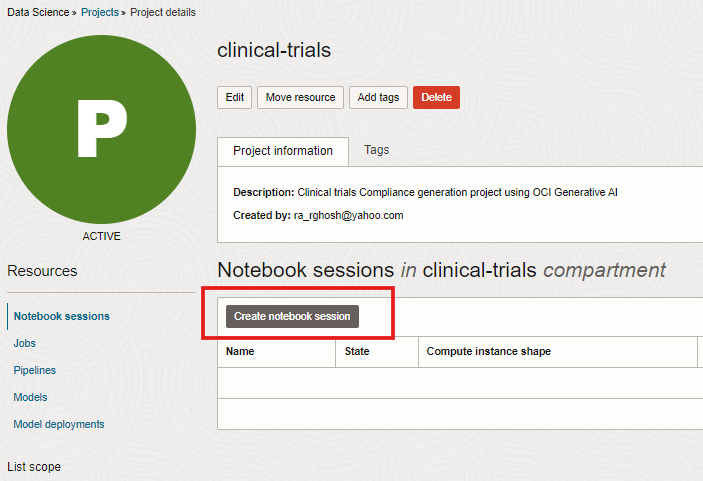 Data Science » Projects » Project details
P
ACTIVE
clinical-trials
Edit Move resource Add tags Delete
Project information Tags
Description: Clinical trials Compliance generation project using OCI Generative AI
Created by: ra_rghosh@yahoo.com
Resources
Notebook sessions
Jobs
Pipelines
Models
Model deployments
List scope
Notebook sessions in clinical-trials compartment
Create notebook session
Name State Compute instance shape